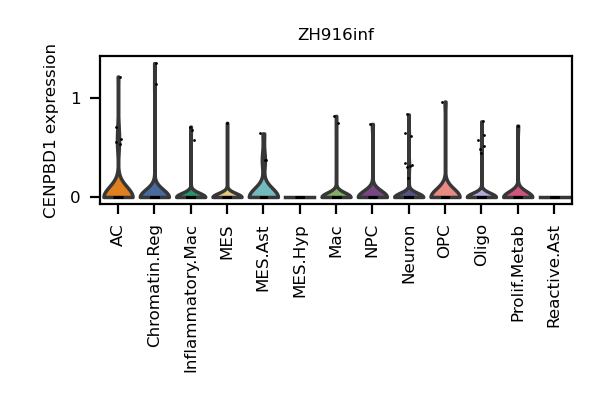 ZH916inf
CENPBD1 expression
1
0
AC
Chromatin.Reg
Inflammatory.Mac
MES
MES.Ast
MES.Hyp
Mac
NPC
Neuron
OPC
Oligo
Prolif.Metab
Reactive.Ast